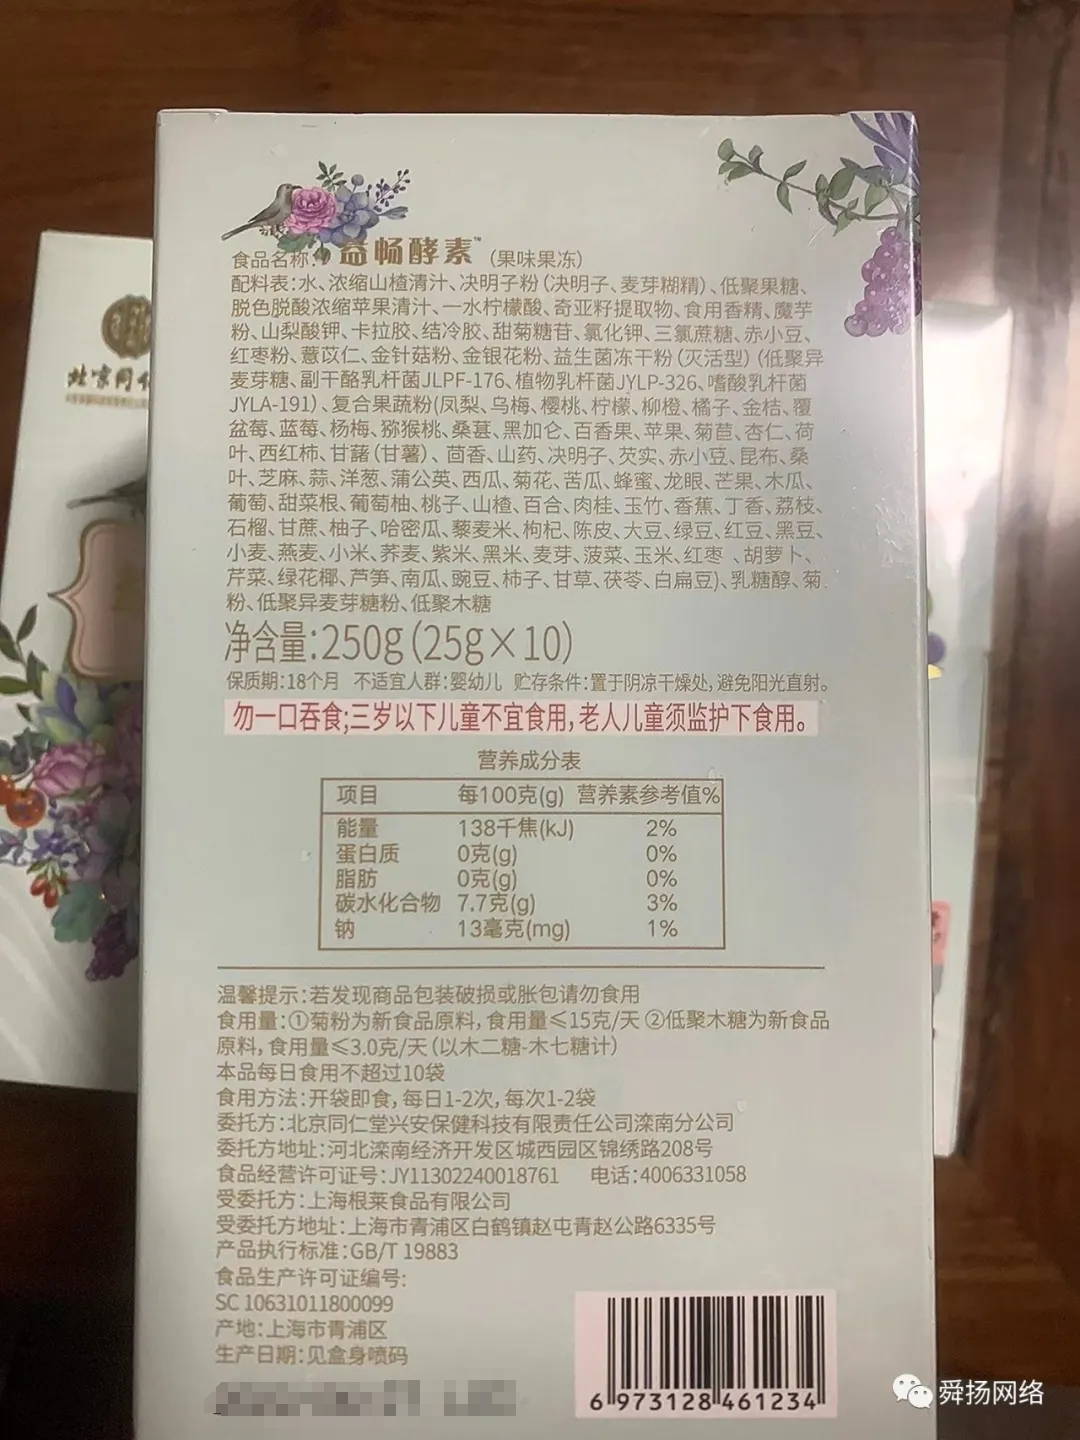 食品名称：益畅酵素™（果味果冻）
配料表：水、浓缩山楂清汁、决明子粉（决明子、麦芽糊精）、低聚果糖、
脱色脱酸浓缩苹果清汁、一水柠檬酸、奇亚籽提取物、食用香精、魔芋
粉、山梨酸钾、卡拉胶、结冷胶、甜菊糖苷、氯化钾、三氯蔗糖、赤小豆、
红枣粉、薏苡仁、金针菇粉、金银花粉、益生菌冻干粉（灭活型）（低聚异
麦芽糖、副干酪乳杆菌JLPF-176、植物乳杆菌JYLP-326、嗜酸乳杆菌
JYLA-191）、复合果蔬粉（凤梨、乌梅、樱桃、柠檬、柳橙、橘子、金桔、覆
盆莓、蓝莓、杨梅、猕猴桃、桑葚、黑加仑、百香果、苹果、菊苣、杏仁、荷
叶、西红柿、甘藷（甘薯）、茴香、山药、决明子、芡实、赤小豆、昆布、桑
叶、芝麻、蒜、洋葱、蒲公英、西瓜、菊花、苦瓜、蜂蜜、龙眼、芒果、木瓜、
葡萄、甜菜根、葡萄柚、桃子、山楂、百合、肉桂、玉竹、香蕉、丁香、荔枝、
石榴、甘蔗、柚子、哈密瓜、藜麦米、枸杞、陈皮、大豆、绿豆、红豆、黑豆、
小麦、燕麦、小米、荞麦、紫米、黑米、麦芽、菠菜、玉米、红枣、胡萝卜、
芹菜、绿花椰、芦笋、南瓜、豌豆、柿子、甘草、茯苓、白扁豆）、乳糖醇、菊
粉、低聚异麦芽糖粉、低聚木糖
净含量：250g（25g×10）
保质期：18个月 不适宜人群：婴幼儿 贮存条件：置于阴凉干燥处，避免阳光直射。
勿一口吞食；三岁以下儿童不宜食用，老人儿童须监护下食用。
营养成分表
项目 每100克(g) 营养素参考值%
能量 138千焦(kJ) 2%
蛋白质 0克(g) 0%
脂肪 0克(g) 0%
碳水化合物 7.7克(g) 3%
钠 13毫克(mg) 1%
温馨提示：若发现商品包装破损或胀包请勿食用
食用量：①菊粉为新食品原料，食用量≤15克/天 ②低聚木糖为新食品
原料，食用量≤3.0克/天（以木二糖-木七糖计）
本品每日食用不超过10袋
食用方法：开袋即食，每日1-2次，每次1-2袋
委托方：北京同仁堂兴安保健科技有限责任公司滦南分公司
委托方地址：河北滦南经济开发区城西园区锦绣路208号
食品经营许可证号：JY11302240018761 电话：4006331058
受委托方：上海根莱食品有限公司
受委托方地址：上海市青浦区白鹤镇赵屯青赵公路6335号
产品执行标准：GB/T 19883
食品生产许可证编号：
SC 10631011800099
产地：上海市青浦区
生产日期：见盒身喷码
6 973128 461234
北京同仁
舜扬网络